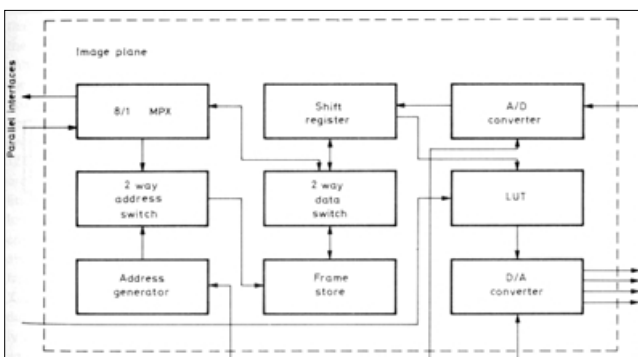 Image plane
Parallel interfaces
8/1 MPX
Shift
register
A/D
converter
2 way
address
switch
2 way
data
switch
LUT
Address
generator
Frame
store
D/A
converter